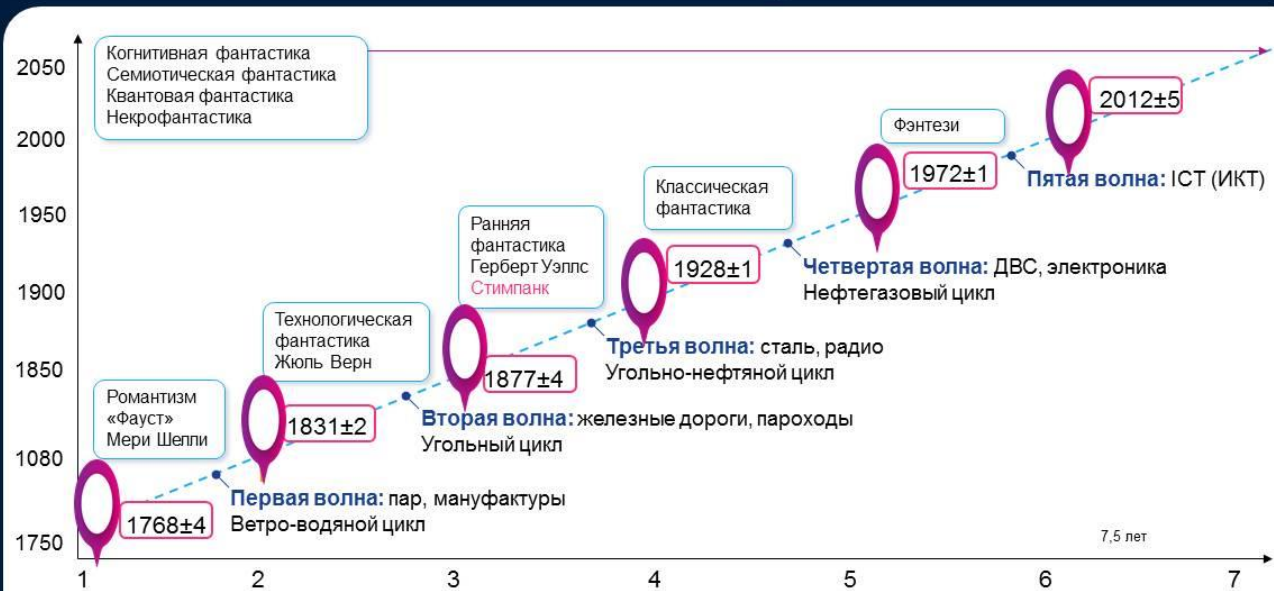 Когнитивная фантастика
Семиотическая фантастика
Квантовая фантастика
Некрофантастика
2050
2000
1950
1900
1850
1080
1750
2012±5
Фэнтези
1972±1
Пятая волна: ICT (ИКТ)
Классическая
фантастика
1928±1
Четвертая волна: ДВС, электроника
Нефтегазовый цикл
Ранняя
фантастика
Герберт Уэллс
Стимпанк
1877±4
Третья волна: сталь, радио
Угольно-нефтяной цикл
Технологическая
фантастика
Жюль Верн
1831±2
Вторая волна: железные дороги, пароходы
Угольный цикл
Романтизм
«Фауст»
Мери Шелли
1768±4
Первая волна: пар, мануфактуры
Ветро-водяной цикл
7,5 лет
1 2 3 4 5 6 7